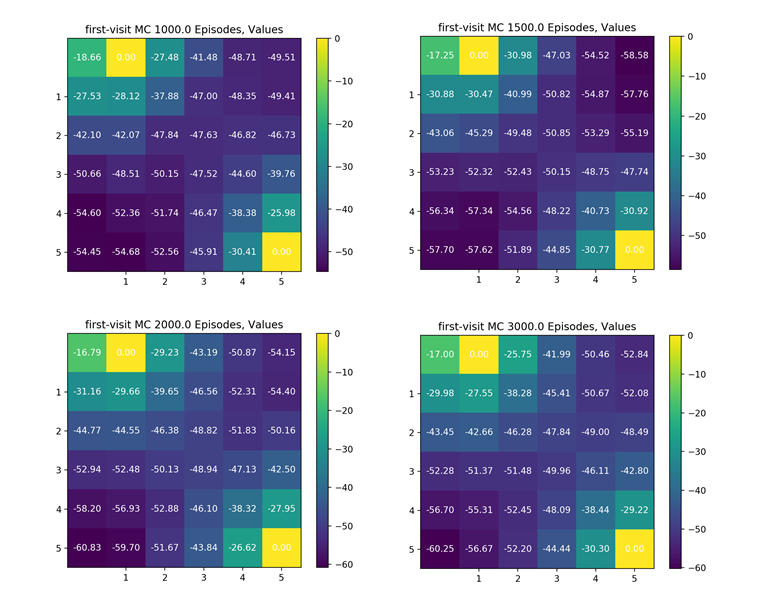 first-visit MC 1000.0 Episodes, Values
-18.66 0.00 -27.48 -41.48 -48.71 -49.51
1 -27.53 -28.12 -37.88 -47.00 -48.35 -49.41
2 -42.10 -42.07 -47.84 -47.63 -46.82 -46.73
3 -50.66 -48.51 -50.15 -47.52 -44.60 -39.76
4 -54.60 -52.36 -51.74 -46.47 -38.38 -25.98
5 -54.45 -54.68 -52.56 -45.91 -30.41 0.00
1 2 3 4 5
0
−10
−20
−30
−40
−50
first-visit MC 1500.0 Episodes, Values
-17.25 0.00 -30.98 -47.03 -54.52 -58.58
1 -30.88 -30.47 -40.99 -50.82 -54.87 -57.76
2 -43.06 -45.29 -49.48 -50.85 -53.29 -55.19
3 -53.23 -52.32 -52.43 -50.15 -48.75 -47.74
4 -56.34 -57.34 -54.56 -48.22 -40.73 -30.92
5 -57.70 -57.62 -51.89 -44.85 -30.77 0.00
1 2 3 4 5
0
−10
−20
−30
−40
−50
first-visit MC 2000.0 Episodes, Values
-16.79 0.00 -29.23 -43.19 -50.87 -54.15
1 -31.16 -29.66 -39.65 -46.56 -52.31 -54.40
2 -44.77 -44.55 -46.38 -48.82 -51.83 -50.16
3 -52.94 -52.48 -50.13 -48.94 -47.13 -42.50
4 -58.20 -56.93 -52.88 -46.10 -38.32 -27.95
5 -60.83 -59.70 -51.67 -43.84 -26.62 0.00
1 2 3 4 5
0
−10
−20
−30
−40
−50
−60
first-visit MC 3000.0 Episodes, Values
-17.00 0.00 -25.75 -41.99 -50.46 -52.84
1 -29.98 -27.55 -38.28 -45.41 -50.67 -52.08
2 -43.45 -42.66 -46.28 -47.84 -49.00 -48.49
3 -52.28 -51.37 -51.48 -49.96 -46.11 -42.80
4 -56.70 -55.31 -52.45 -48.09 -38.44 -29.22
5 -60.25 -56.67 -52.20 -44.44 -30.30 0.00
1 2 3 4 5
0
−10
−20
−30
−40
−50
−60